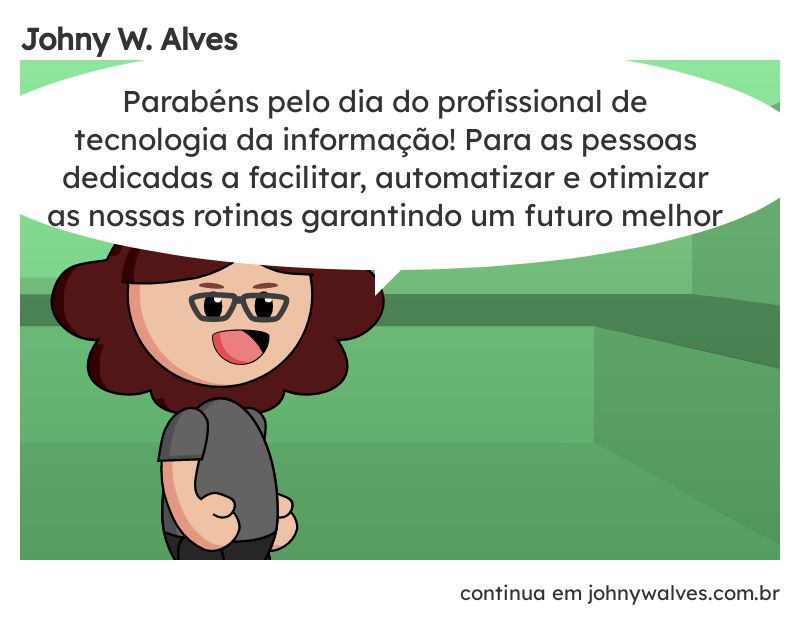 Johny W. Alves
Parabéns pelo dia do profissional de
tecnologia da informação! Para as pessoas
dedicadas a facilitar, automatizar e otimizar
as nossas rotinas garantindo um futuro melhor
continua em johnywalves.com.br